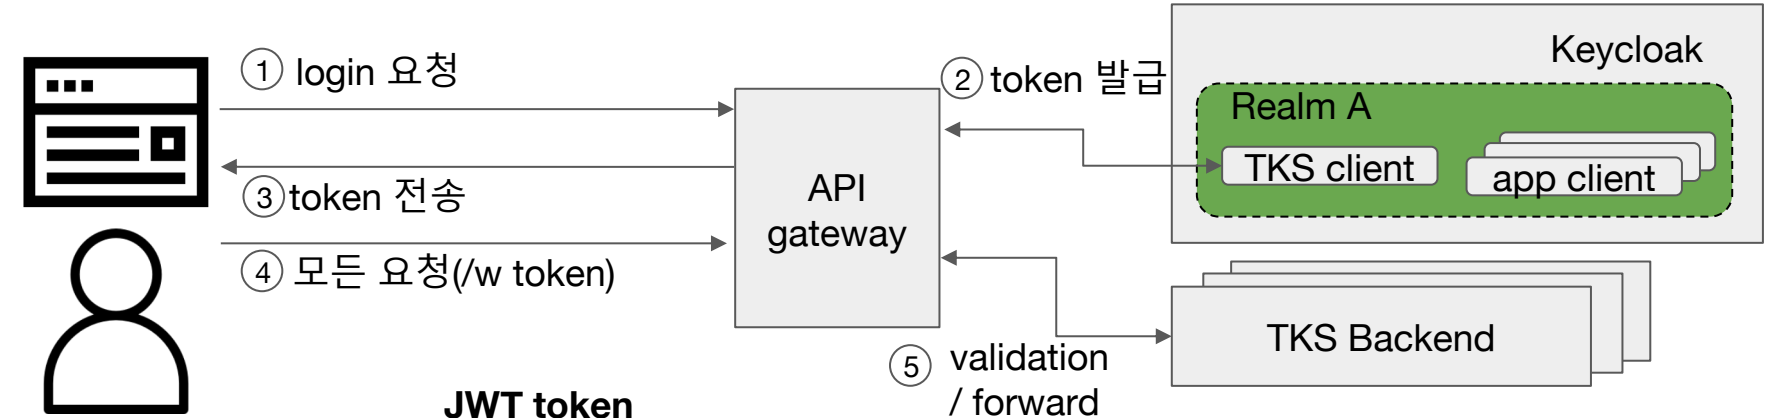 ① login 요청
② token 발급
Keycloak
Realm A
TKS client
app client
③ token 전송
API
gateway
④ 모든 요청(/w token)
TKS Backend
⑤ validation
/ forward
JWT token